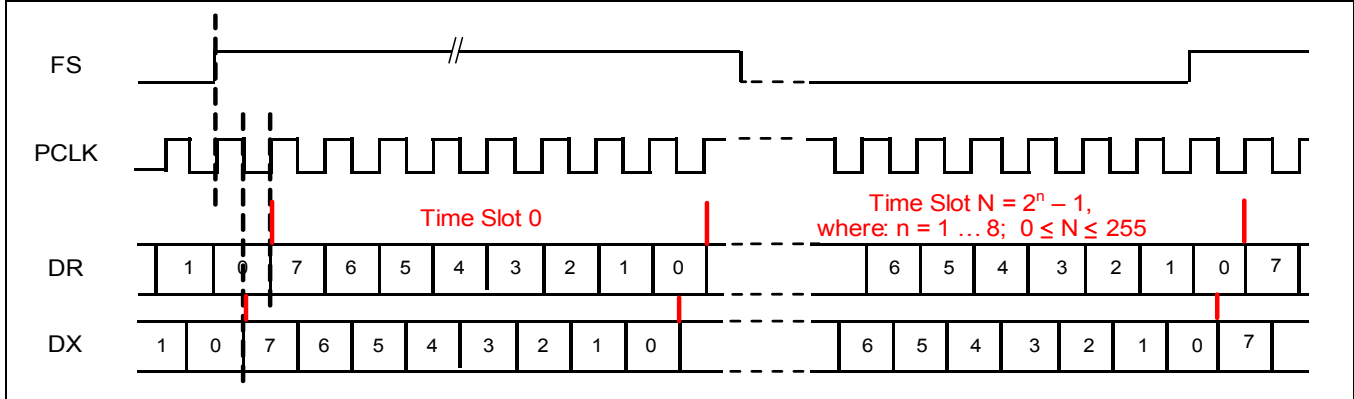 FS
//
PCLK
Time Slot 0
Time Slot N = 2ⁿ – 1,
where: n = 1 … 8; 0 ≤ N ≤ 255
DR 1 0 7 6 5 4 3 2 1 0 6 5 4 3 2 1 0 7
DX 1 0 7 6 5 4 3 2 1 0 6 5 4 3 2 1 0 7